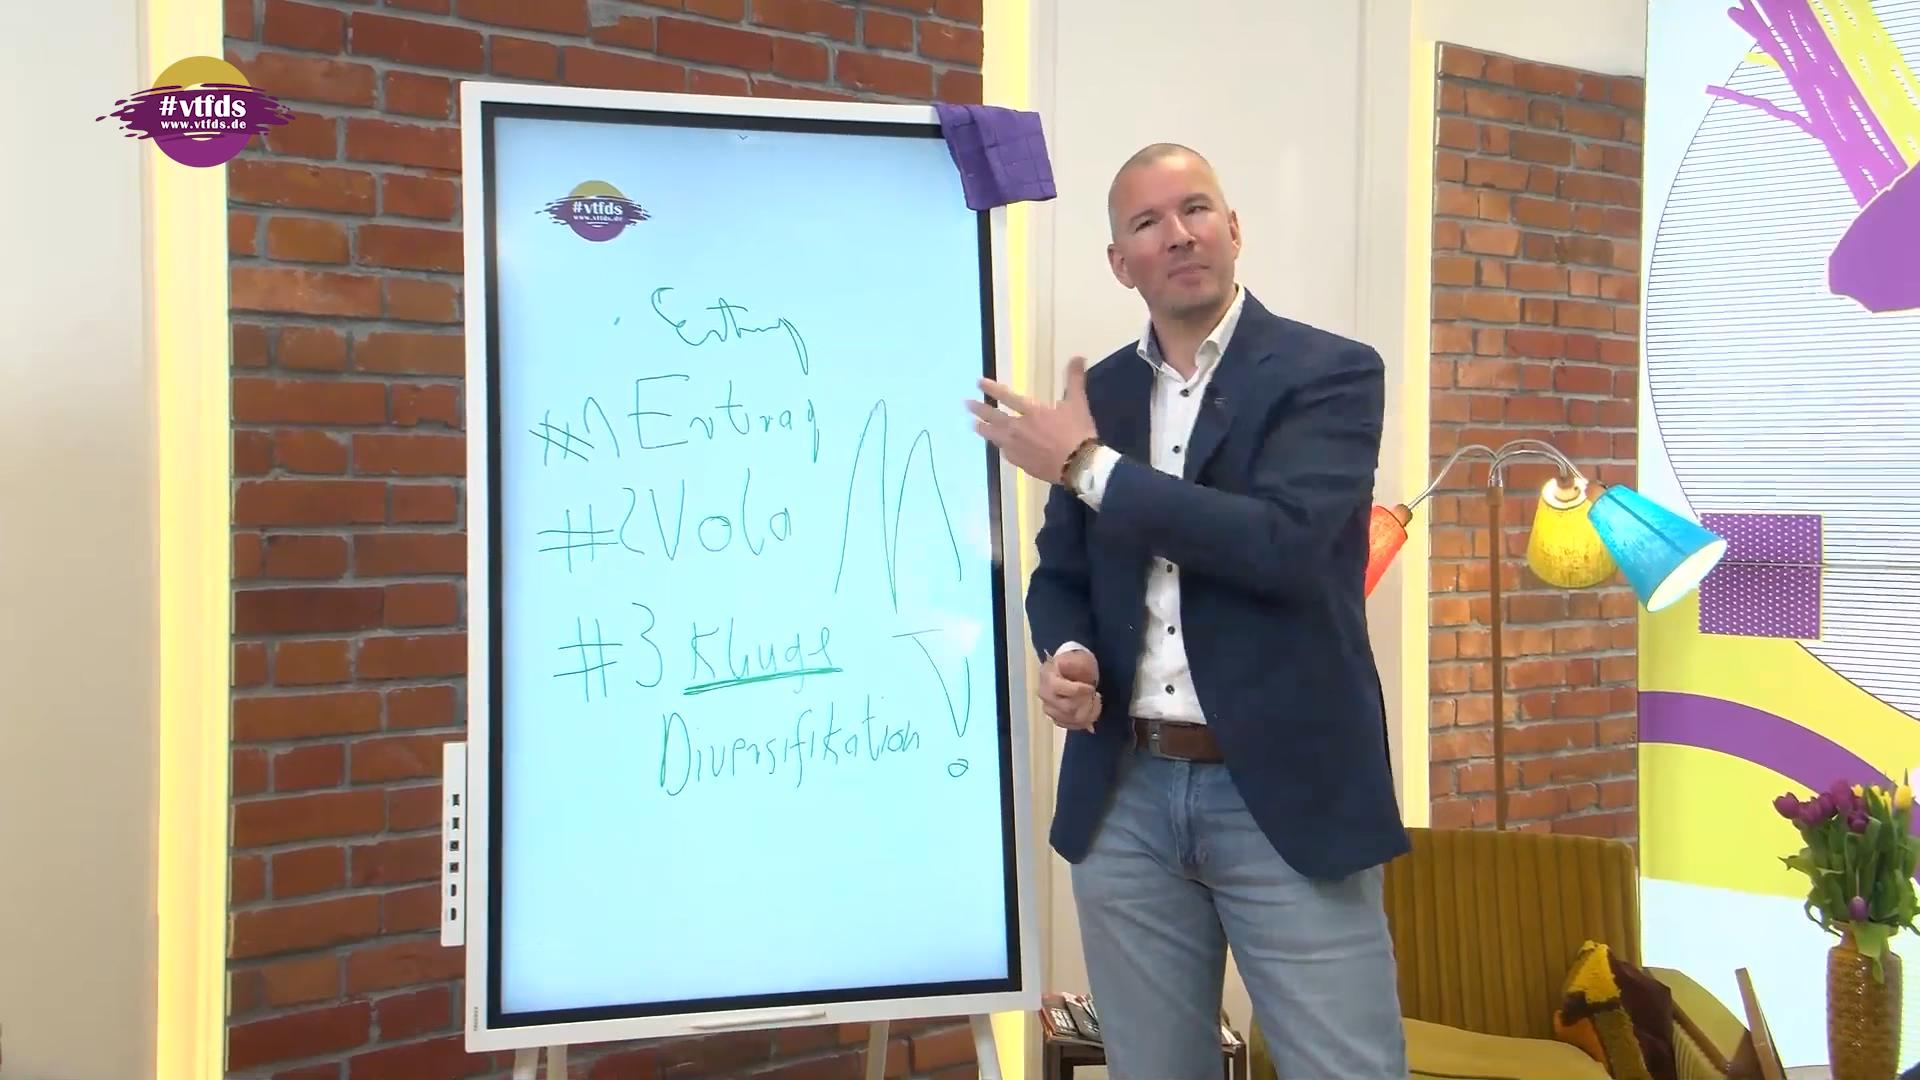 #vtfds
www.vtfds.de
#vtfds
www.vtfds.de
Ertrag
#1 Ertrag
#2 Vola
#3 Kluge
Diversifikation !